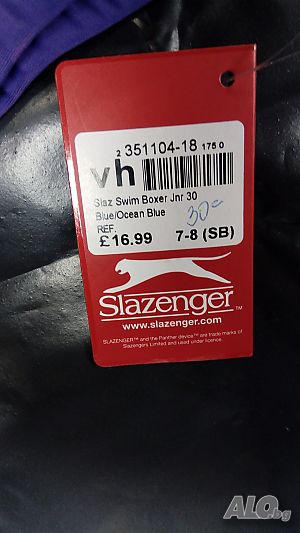 2 351104-18 175 0
vh
Slaz Swim Boxer Jnr 30
Blue/Ocean Blue
30
REF.
£16.99 7-8 (SB)
Slazenger™
www.slazenger.com
SLAZENGER™ and the Panther device™ are trade marks of
Slazengers Limited and used under licence.
ALO.bg